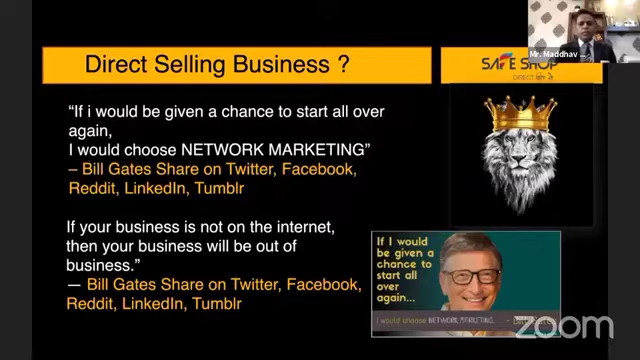 Direct Selling Business ?
“If i would be given a chance to start all over
again,
I would choose NETWORK MARKETING”
– Bill Gates Share on Twitter, Facebook,
Reddit, LinkedIn, Tumblr
If your business is not on the internet,
then your business will be out of
business.”
— Bill Gates Share on Twitter, Facebook,
Reddit, LinkedIn, Tumblr
Mr. Maddhav
SAFE SHOP
If I would
be given a
chance to
start all
over
again...
I would choose NETWORK MARKETING.
zoom